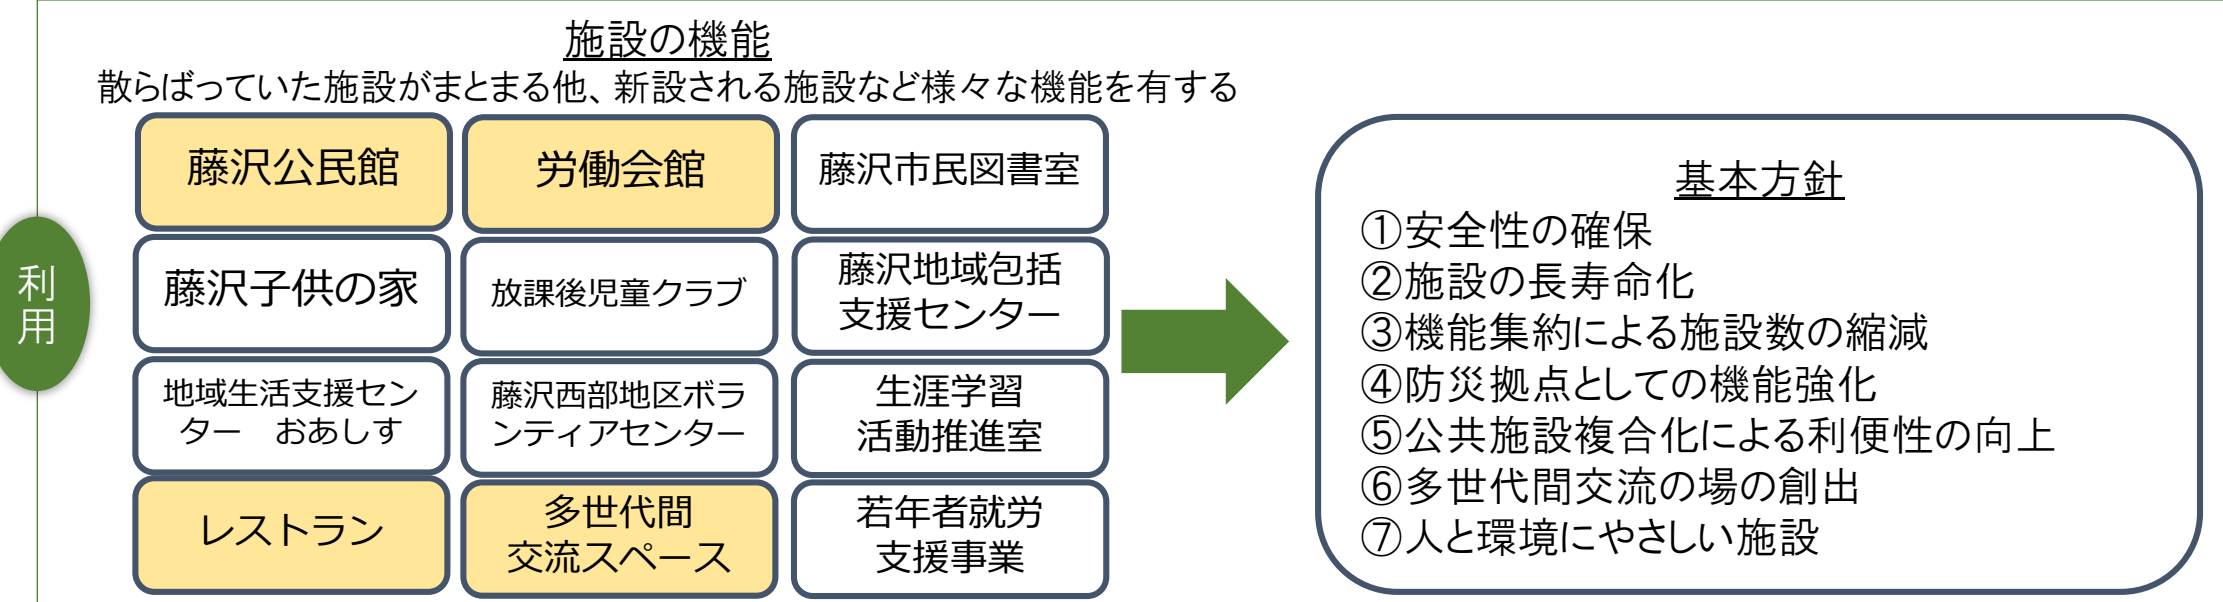 施設の機能
散らばっていた施設がまとまる他、新設される施設など様々な機能を有する
利用
藤沢公民館
労働会館
藤沢市民図書室
藤沢子供の家
放課後児童クラブ
藤沢地域包括
支援センター
地域生活支援セン
ター　おあしす
藤沢西部地区ボラ
ンティアセンター
生涯学習
活動推進室
レストラン
多世代間
交流スペース
若年者就労
支援事業
基本方針
①安全性の確保
②施設の長寿命化
③機能集約による施設数の縮減
④防災拠点としての機能強化
⑤公共施設複合化による利便性の向上
⑥多世代間交流の場の創出
⑦人と環境にやさしい施設